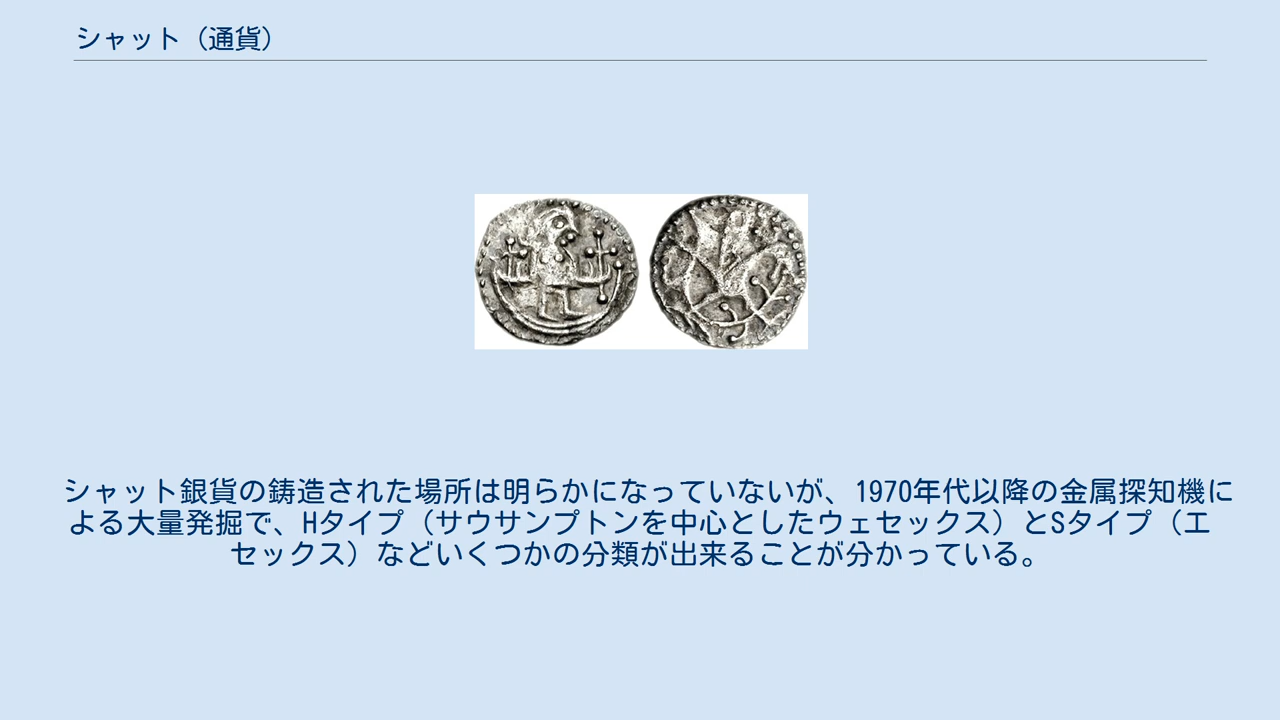 シャット（通貨）
シャット銀貨の鋳造された場所は明らかになっていないが、1970年代以降の金属探知機に
よる大量発掘で、Hタイプ（サウサンプトンを中心としたウェセックス）とSタイプ（エ
セックス）などいくつかの分類が出来ることが分かっている。